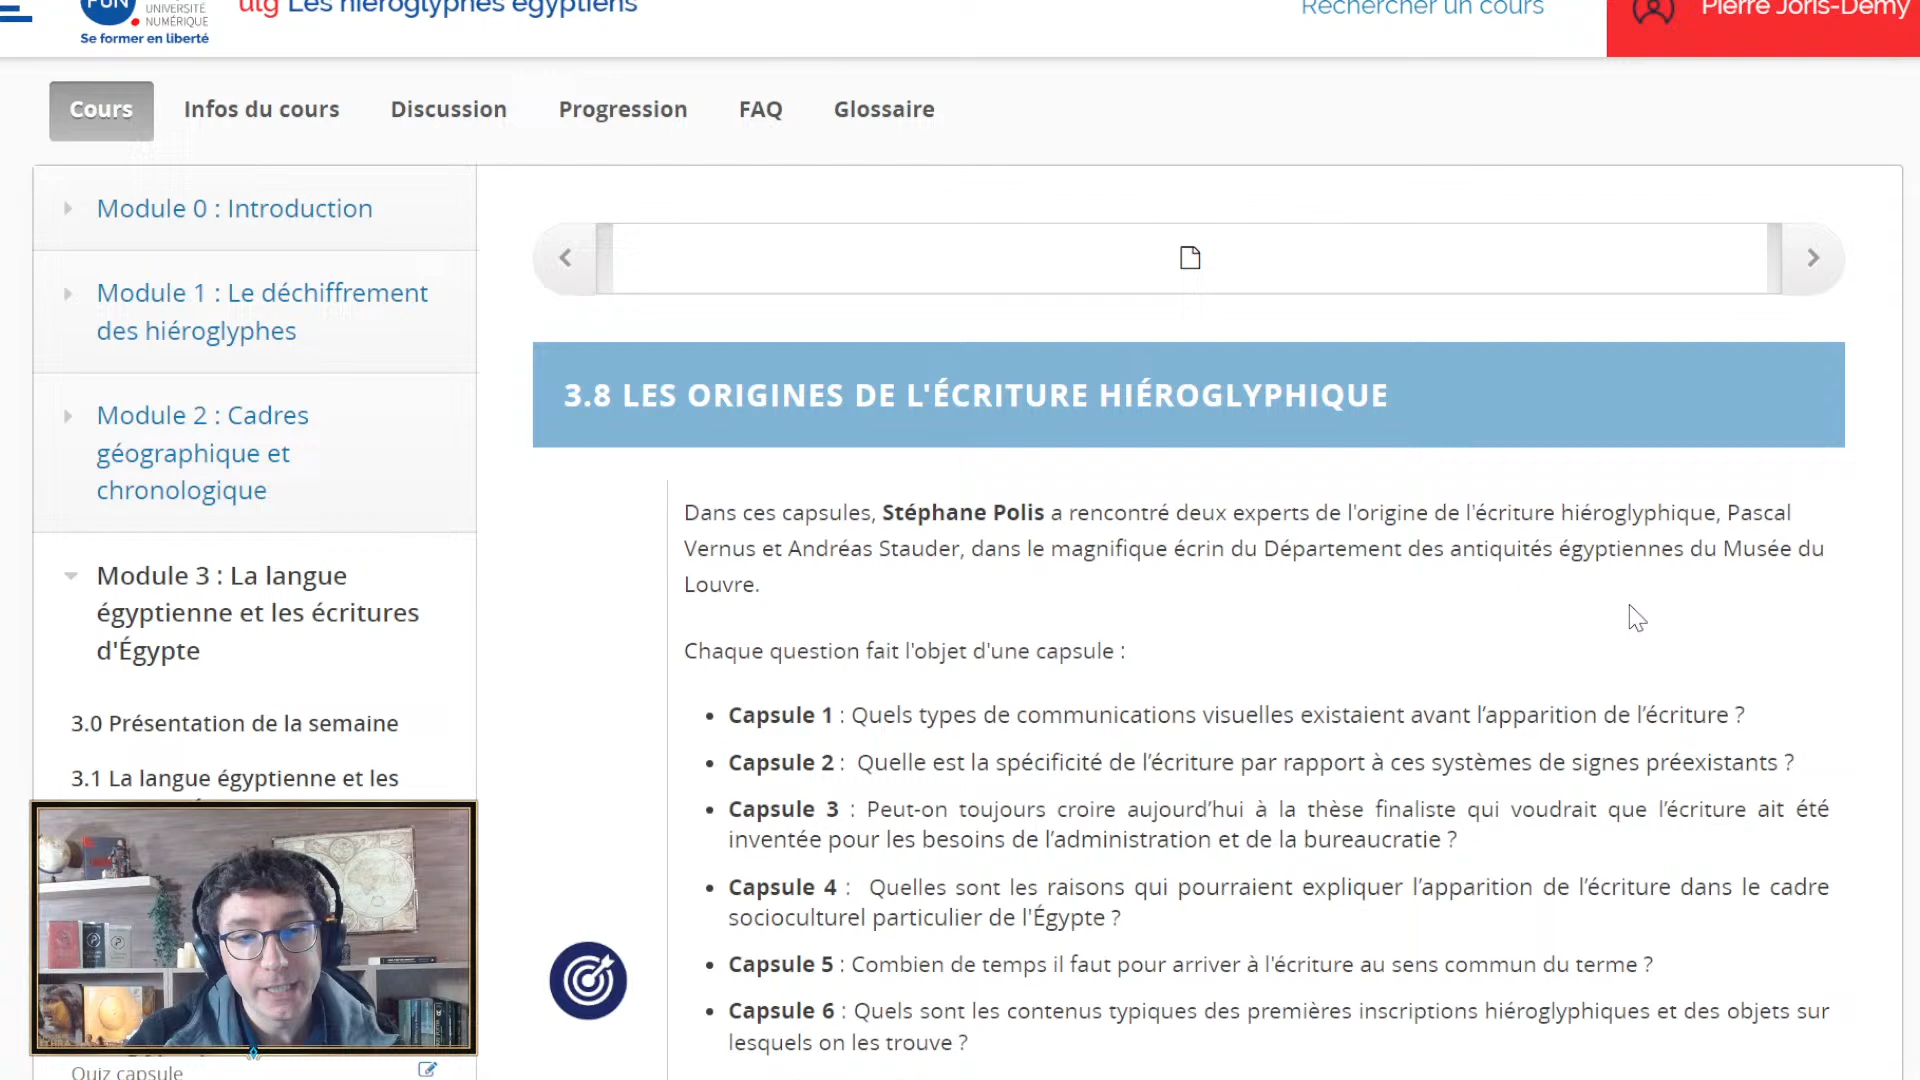 FUN
UNIVERSITÉ
NUMÉRIQUE
Se former en liberté
ulg Les hiéroglyphes égyptiens
Rechercher un cours
Pierre Joris-Demy
Cours
Infos du cours
Discussion
Progression
FAQ
Glossaire
Module 0 : Introduction
Module 1 : Le déchiffrement
des hiéroglyphes
Module 2 : Cadres
géographique et
chronologique
Module 3 : La langue
égyptienne et les écritures
d'Égypte
3.0 Présentation de la semaine
3.1 La langue égyptienne et les
Quiz capsule
3.8 LES ORIGINES DE L'ÉCRITURE HIÉROGLYPHIQUE
Dans ces capsules, Stéphane Polis a rencontré deux experts de l'origine de l'écriture hiéroglyphique, Pascal
Vernus et Andréas Stauder, dans le magnifique écrin du Département des antiquités égyptiennes du Musée du
Louvre.
Chaque question fait l'objet d'une capsule :
• Capsule 1 : Quels types de communications visuelles existaient avant l’apparition de l’écriture ?
• Capsule 2 : Quelle est la spécificité de l’écriture par rapport à ces systèmes de signes préexistants ?
• Capsule 3 : Peut-on toujours croire aujourd’hui à la thèse finaliste qui voudrait que l’écriture ait été
inventée pour les besoins de l’administration et de la bureaucratie ?
• Capsule 4 : Quelles sont les raisons qui pourraient expliquer l’apparition de l’écriture dans le cadre
socioculturel particulier de l'Égypte ?
• Capsule 5 : Combien de temps il faut pour arriver à l'écriture au sens commun du terme ?
• Capsule 6 : Quels sont les contenus typiques des premières inscriptions hiéroglyphiques et des objets sur
lesquels on les trouve ?